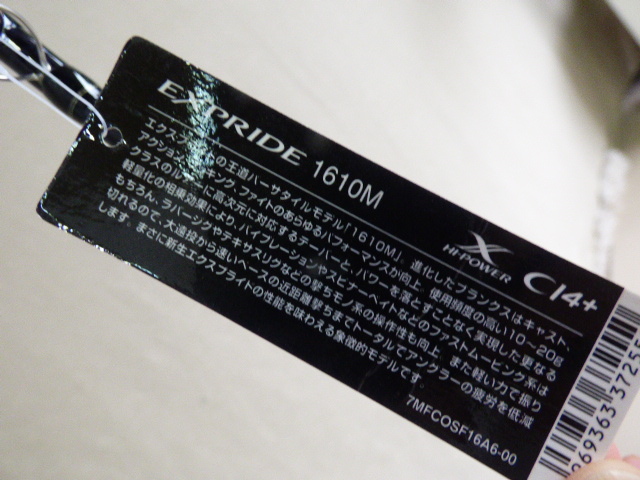 EXPRIDE 1610M
X
HI-POWER CI4+
の王道バーサタイルモデル「1610M」。進化したブランクスはキャスト、
アクション、 キング、ファイトのあらゆるパフォーマンスが向上。使用頻度の高い10～20g
グラスのルアーに高次元に対応するテーパーと、パワーを落とすことなく実現した更なる
軽量化の相乗効果により、バイブレーションやスピナーベイトなどのファストムービング系は
もちろん、ラバージグやテキサスリグなどの撃ちモノ系の操作性も向上。また軽い力で振り
切れるので、大遠投から速いペースの近距離撃ちまでトータルでアングラーの疲労を低減
します。まさに新生エクスプライドの性能を味わえる象徴的モデルです。
7MFCOSF16A6-00
969363 3725